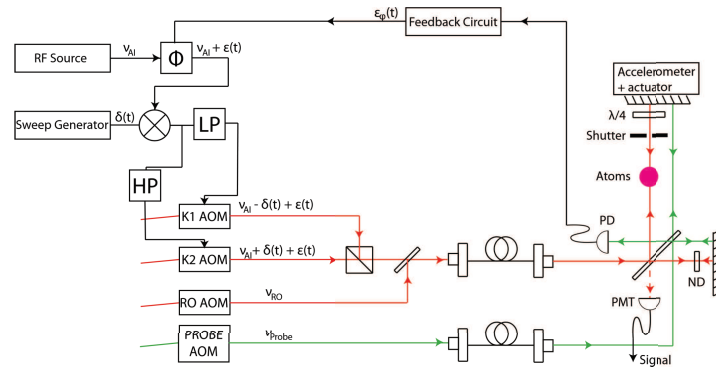 ε_φ(t)
Feedback Circuit
RF Source
ν_AI
Φ
ν_AI + ε(t)
Accelerometer
+ actuator
λ/4
Shutter
Sweep Generator
δ(t)
LP
Atoms
HP
K1 AOM
ν_AI - δ(t) + ε(t)
PD
K2 AOM
ν_AI + δ(t) + ε(t)
ND
RO AOM
ν_RO
PMT
PROBE
AOM
ν_Probe
Signal